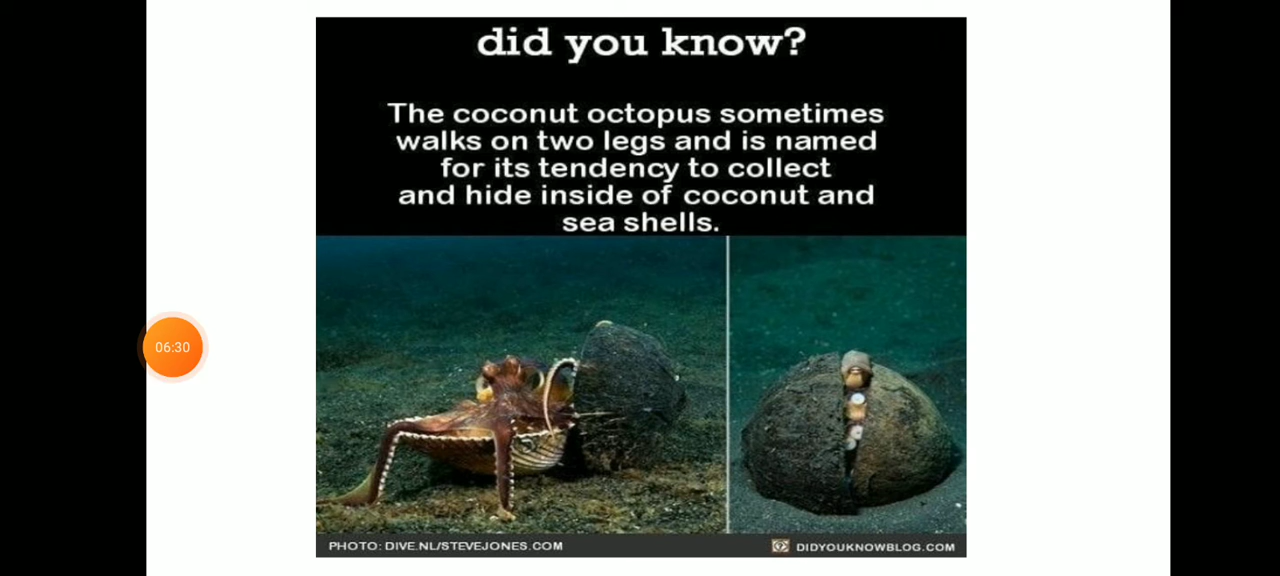 did you know?
The coconut octopus sometimes
walks on two legs and is named
for its tendency to collect
and hide inside of coconut and
sea shells.
06:30
PHOTO: DIVE.NL/STEVEJONES.COM
DIDYOUKNOWBLOG.COM